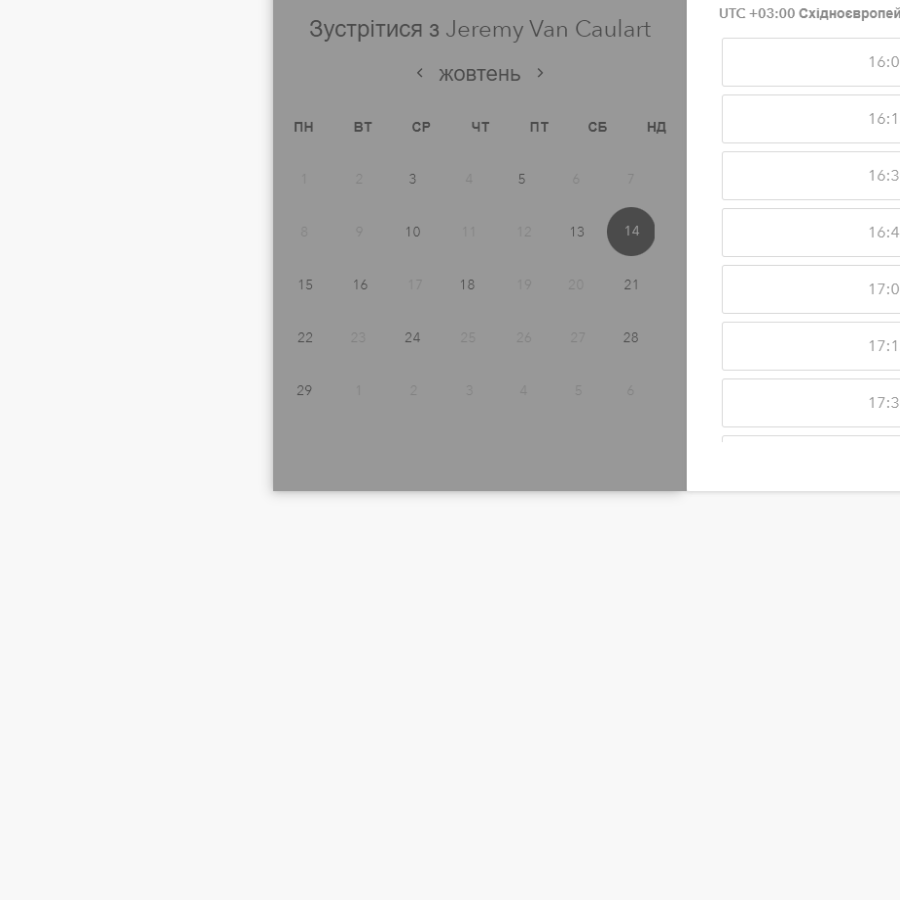 Зустрітися з Jeremy Van Caulart
‹ жовтень ›
ПН ВТ СР ЧТ ПТ СБ НД
1 2 3 4 5 6 7
8 9 10 11 12 13 14
15 16 17 18 19 20 21
22 23 24 25 26 27 28
29 1 2 3 4 5 6
UTC +03:00 Східноєвропей
16:0
16:1
16:3
16:4
17:0
17:1
17:3